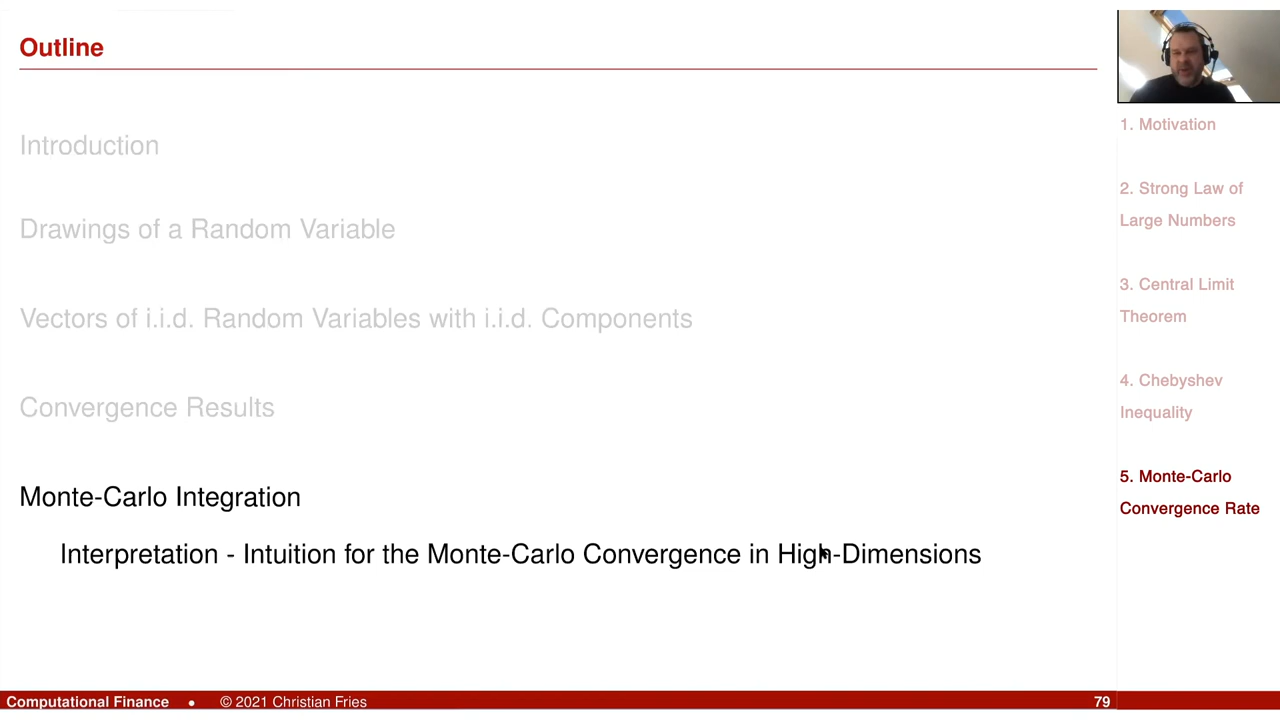 Outline
Introduction
Drawings of a Random Variable
Vectors of i.i.d. Random Variables with i.i.d. Components
Convergence Results
Monte-Carlo Integration
Interpretation - Intuition for the Monte-Carlo Convergence in High-Dimensions
1. Motivation
2. Strong Law of
Large Numbers
3. Central Limit
Theorem
4. Chebyshev
Inequality
5. Monte-Carlo
Convergence Rate
Computational Finance • © 2021 Christian Fries 79